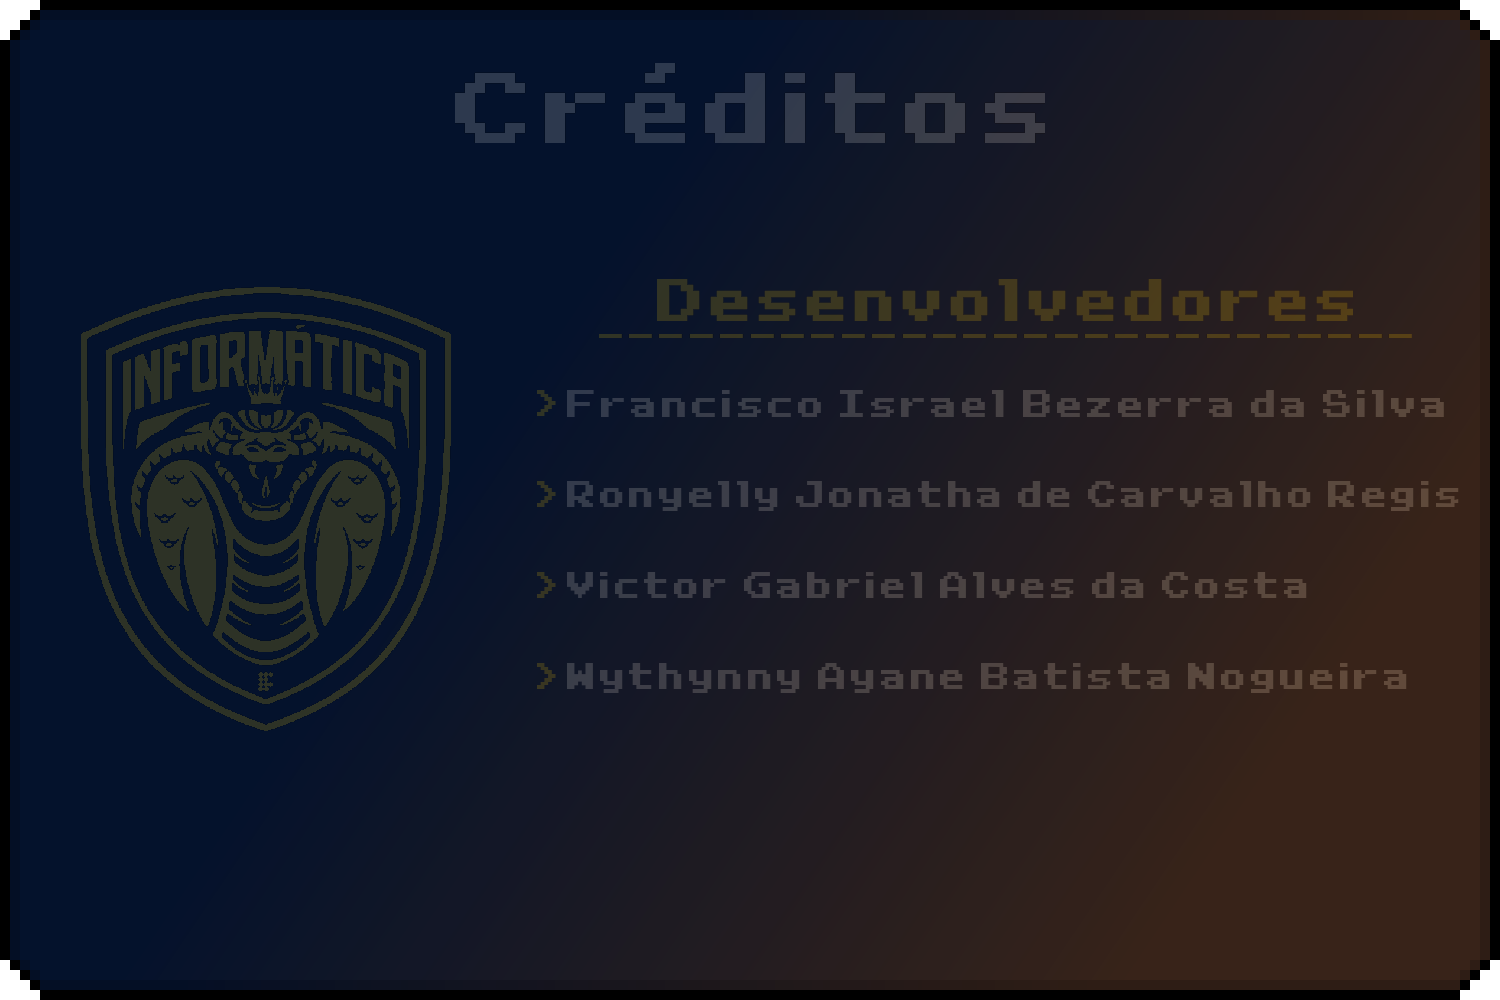 Créditos
INFORMÁTICA
Desenvolvedores
>Francisco Israel Bezerra da Silva
>Ronyelly Jonatha de Carvalho Regis
>Victor Gabriel Alves da Costa
>Wythynny Ayane Batista Nogueira